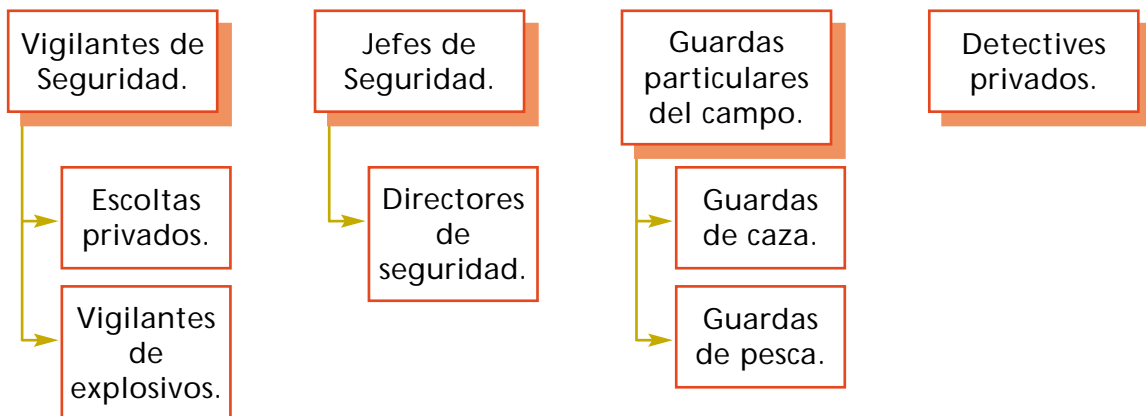 Vigilantes de
Seguridad.
Escoltas
privados.
Vigilantes
de
explosivos.
Jefes de
Seguridad.
Directores
de
seguridad.
Guardas
particulares
del campo.
Guardas
de caza.
Guardas
de pesca.
Detectives
privados.